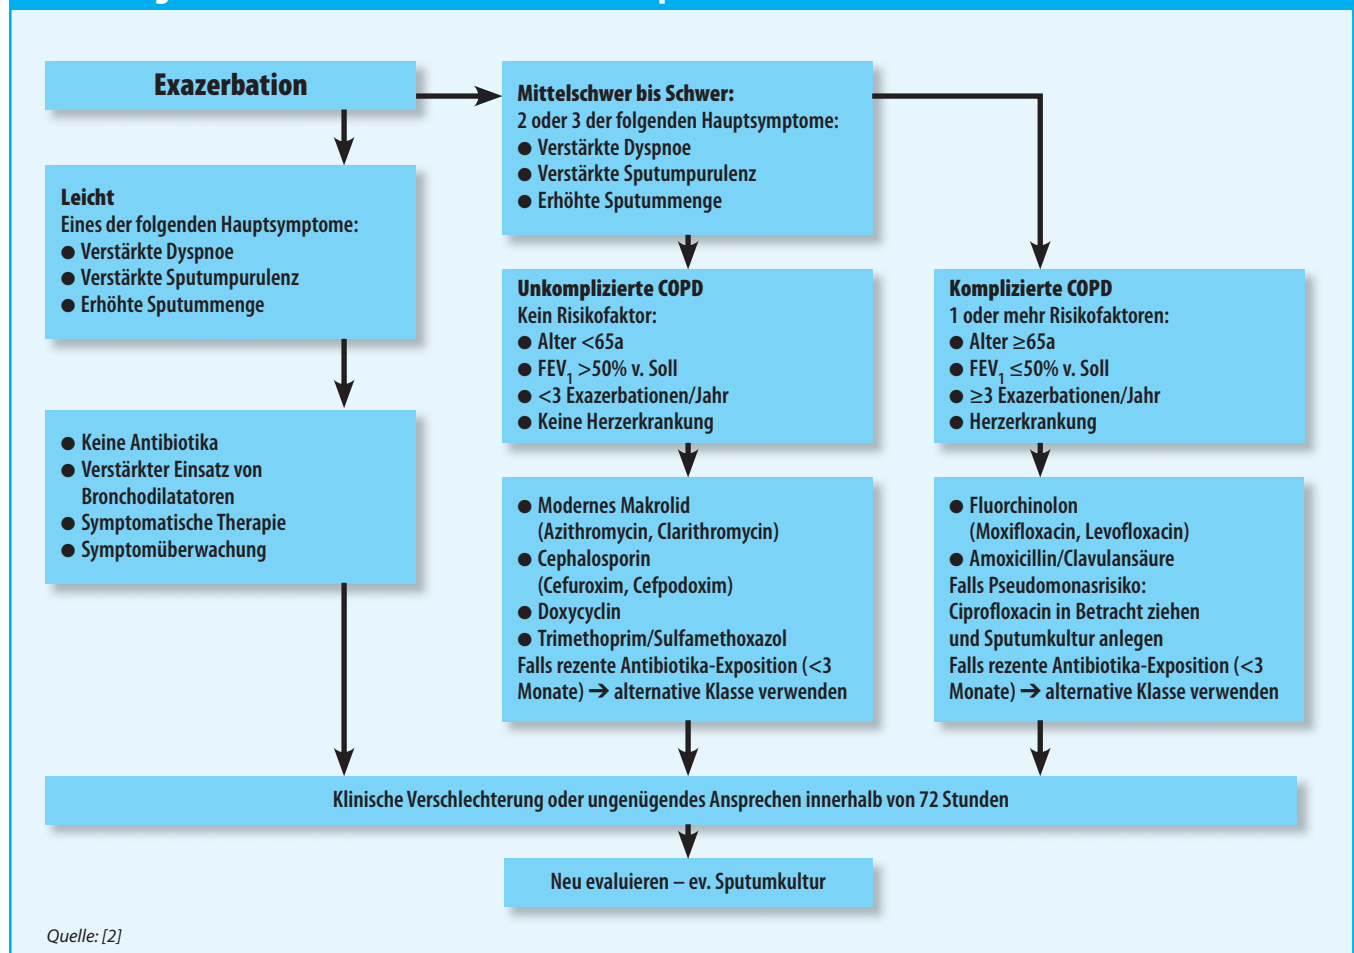 Exazerbation
Leicht
Eines der folgenden Hauptsymptome:
● Verstärkte Dyspnoe
● Verstärkte Sputumpurulenz
● Erhöhte Sputummenge
● Keine Antibiotika
● Verstärkter Einsatz von
Bronchodilatatoren
● Symptomatische Therapie
● Symptomüberwachung
Mittelschwer bis Schwer:
2 oder 3 der folgenden Hauptsymptome:
● Verstärkte Dyspnoe
● Verstärkte Sputumpurulenz
● Erhöhte Sputummenge
Unkomplizierte COPD
Kein Risikofaktor:
● Alter <65a
● FEV₁ >50% v. Soll
● <3 Exazerbationen/Jahr
● Keine Herzerkrankung
● Modernes Makrolid
(Azithromycin, Clarithromycin)
● Cephalosporin
(Cefuroxim, Cefpodoxim)
● Doxycyclin
● Trimethoprim/Sulfamethoxazol
Falls rezente Antibiotika-Exposition (<3
Monate) ➔ alternative Klasse verwenden
Komplizierte COPD
1 oder mehr Risikofaktoren:
● Alter ≥65a
● FEV₁ ≤50% v. Soll
● ≥3 Exazerbationen/Jahr
● Herzerkrankung
● Fluorchinolon
(Moxifloxacin, Levofloxacin)
● Amoxicillin/Clavulansäure
Falls Pseudomonasrisiko:
Ciprofloxacin in Betracht ziehen
und Sputumkultur anlegen
Falls rezente Antibiotika-Exposition (<3
Monate) ➔ alternative Klasse verwenden
Klinische Verschlechterung oder ungenügendes Ansprechen innerhalb von 72 Stunden
Neu evaluieren – ev. Sputumkultur
Quelle: [2]